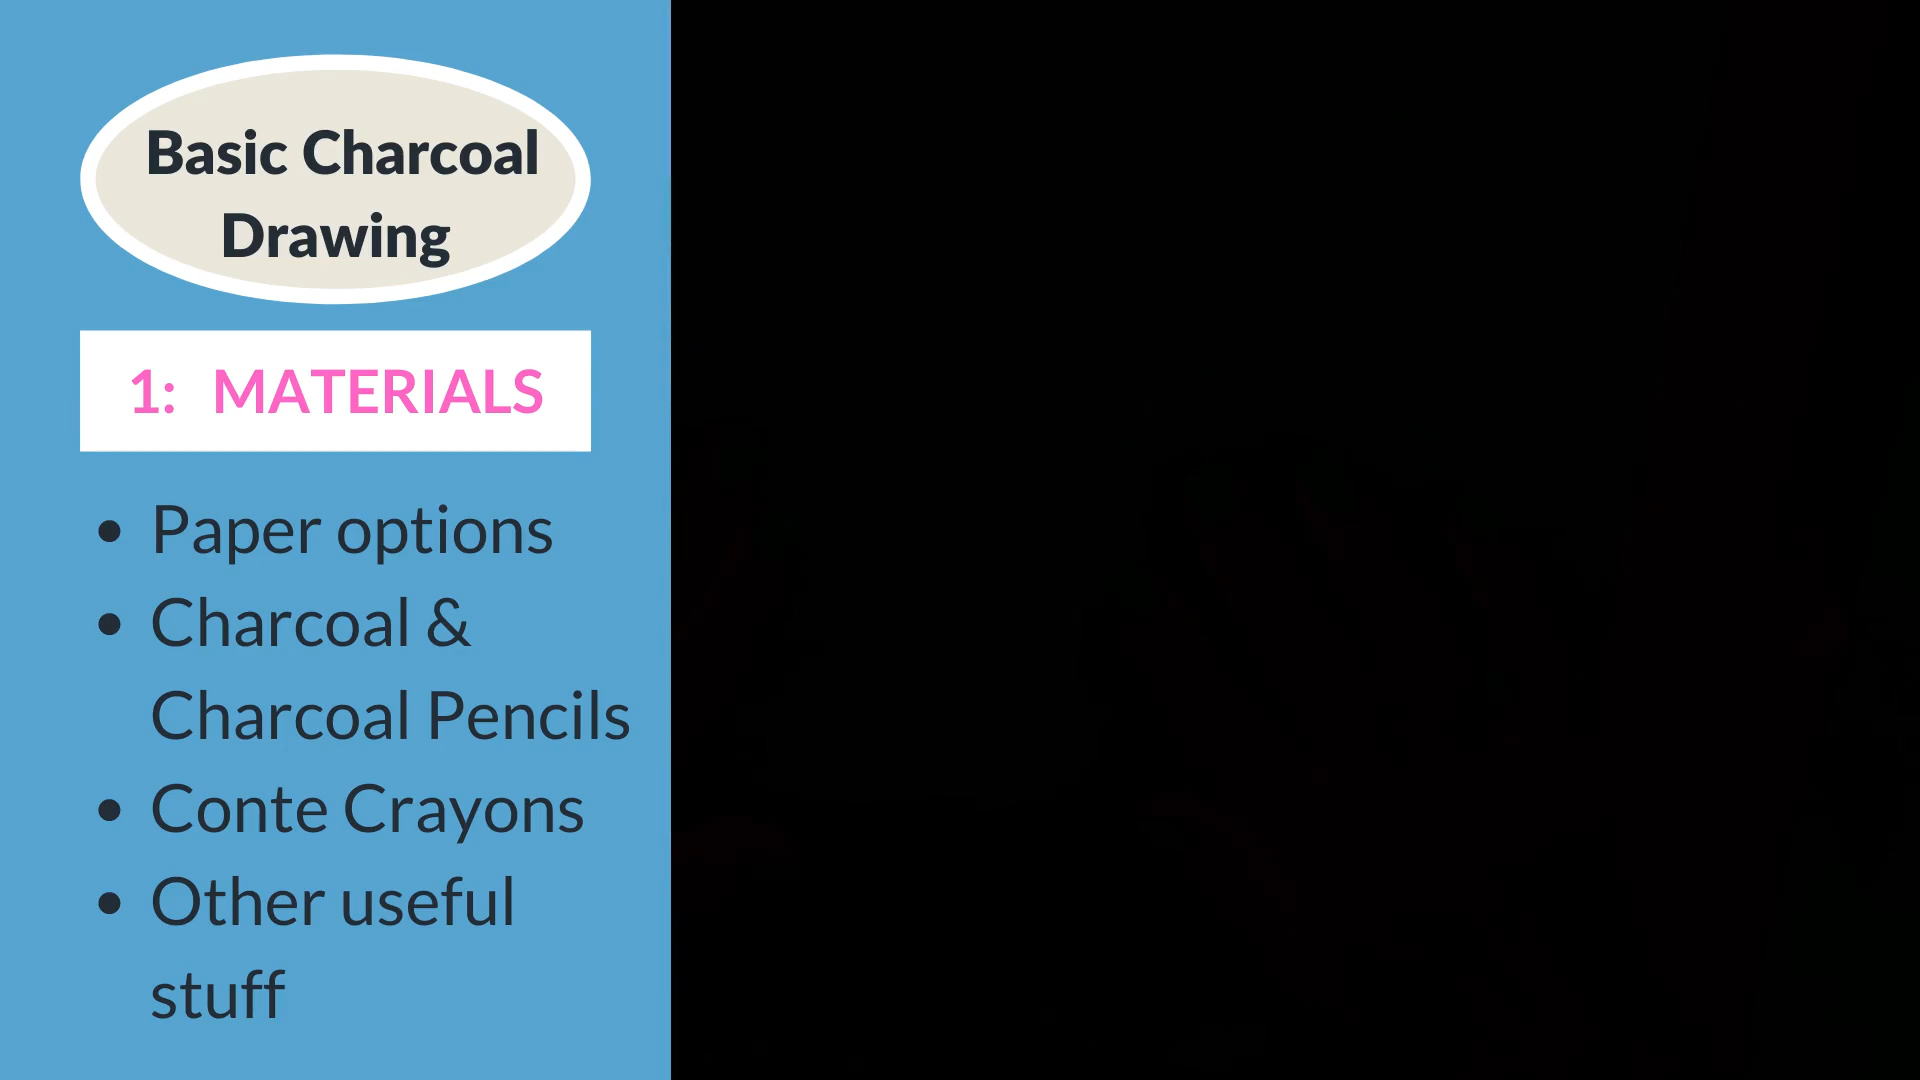 Basic Charcoal
Drawing
1: MATERIALS
• Paper options
• Charcoal &
Charcoal Pencils
• Conte Crayons
• Other useful
stuff